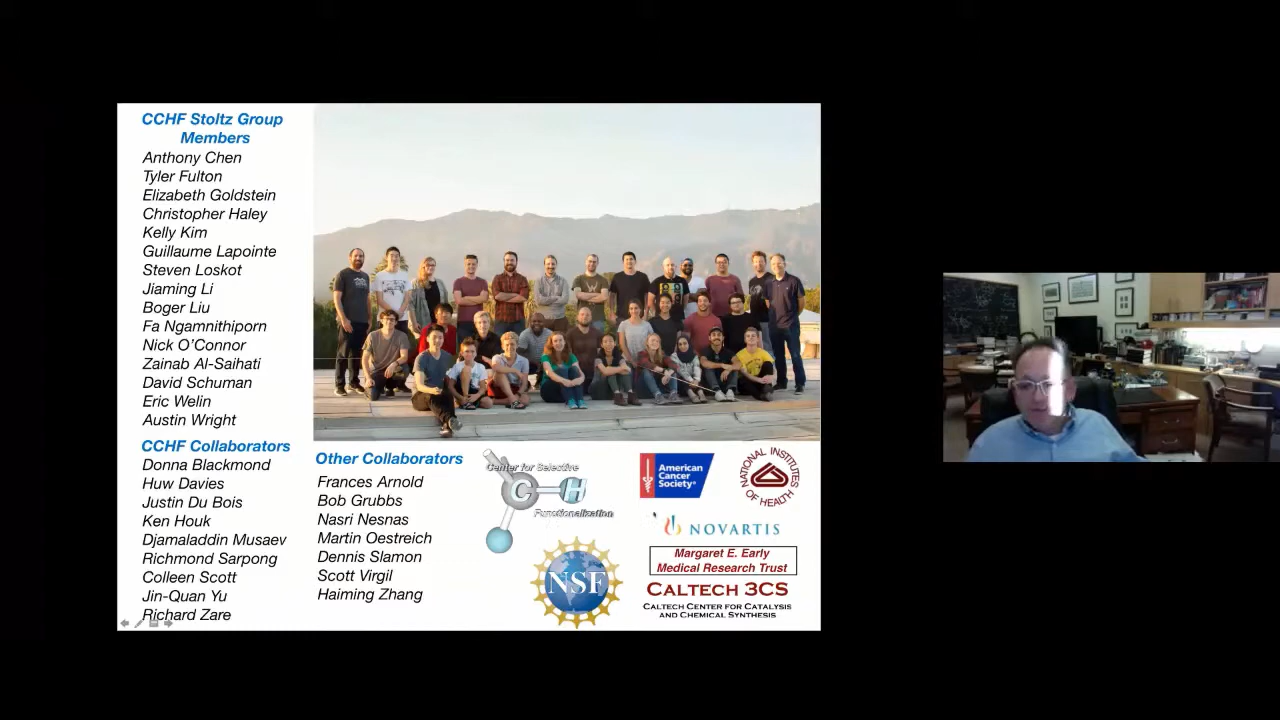 CCHF Stoltz Group
Members
Anthony Chen
Tyler Fulton
Elizabeth Goldstein
Christopher Haley
Kelly Kim
Guillaume Lapointe
Steven Loskot
Jiaming Li
Boger Liu
Fa Ngamnithiporn
Nick O'Connor
Zainab Al-Saihati
David Schuman
Eric Welin
Austin Wright
CCHF Collaborators
Donna Blackmond
Huw Davies
Justin Du Bois
Ken Houk
Djamaladdin Musaev
Richmond Sarpong
Colleen Scott
Jin-Quan Yu
Richard Zare
Other Collaborators
Frances Arnold
Bob Grubbs
Nasri Nesnas
Martin Oestreich
Dennis Slamon
Scott Virgil
Haiming Zhang
Center for Selective
C H
Functionalization
NSF
American
Cancer
Society®
NATIONAL INSTITUTES
OF HEALTH
NOVARTIS
Margaret E. Early
Medical Research Trust
CALTECH 3CS
CALTECH CENTER FOR CATALYSIS
AND CHEMICAL SYNTHESIS